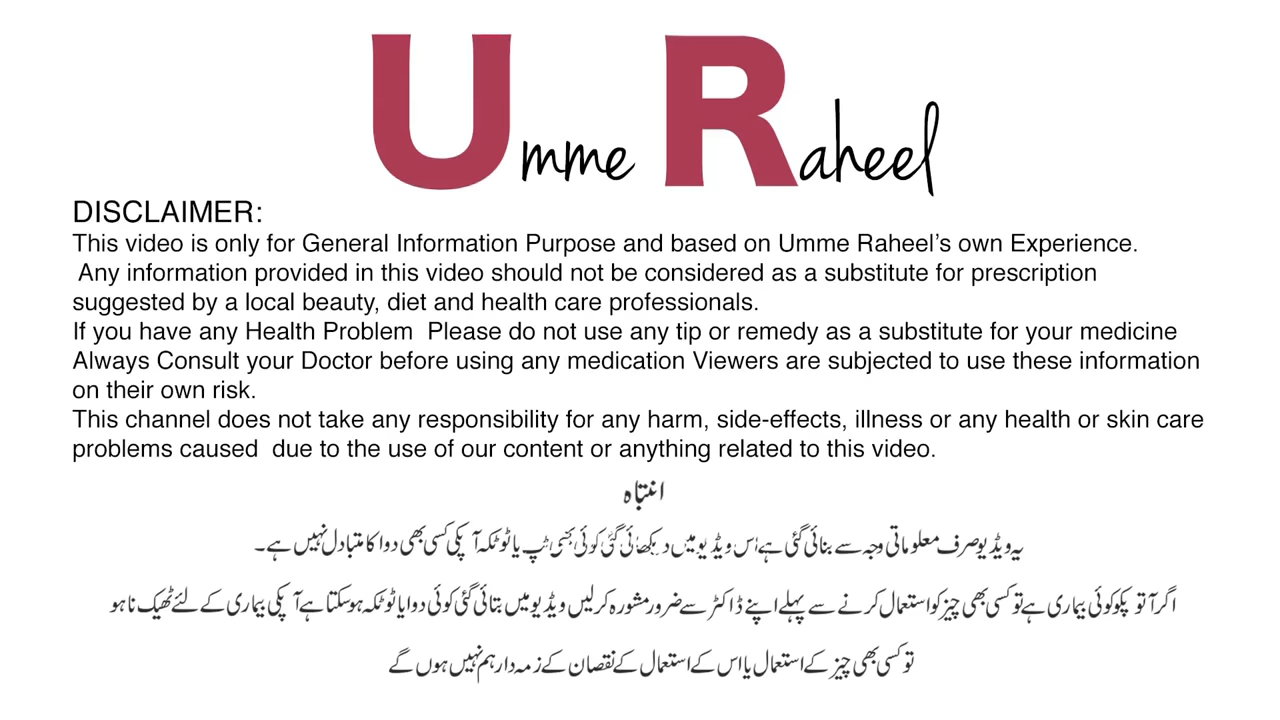 Umme Raheel
DISCLAIMER:
This video is only for General Information Purpose and based on Umme Raheel’s own Experience.
Any information provided in this video should not be considered as a substitute for prescription
suggested by a local beauty, diet and health care professionals.
If you have any Health Problem Please do not use any tip or remedy as a substitute for your medicine
Always Consult your Doctor before using any medication Viewers are subjected to use these information
on their own risk.
This channel does not take any responsibility for any harm, side-effects, illness or any health or skin care
problems caused due to the use of our content or anything related to this video.
انتباہ
یہ ویڈیو صرف معلوماتی وجہ سے بنائی گئی ہے اس ویڈیو میں دیکھائی گئی کوئی بھی ٹپ یا ٹوٹکہ آپکی کسی بھی دوا کا متبادل نہیں ہے۔
اگر آ تو پکو کوئی بیماری ہے تو کسی بھی چیز کو استعمال کرنے سے پہلے اپنے ڈاکٹر سے ضرور مشورہ کرلیں ویڈیو میں بتائی گئی کوئی دوا یا ٹوٹکہ ہو سکتا ہے آپکی بیماری کے لئے ٹھیک نا ہو
تو کسی بھی چیز کے استعمال یا اس کے استعمال کے نقصان کے زمہ دار ہم نہیں ہوں گے